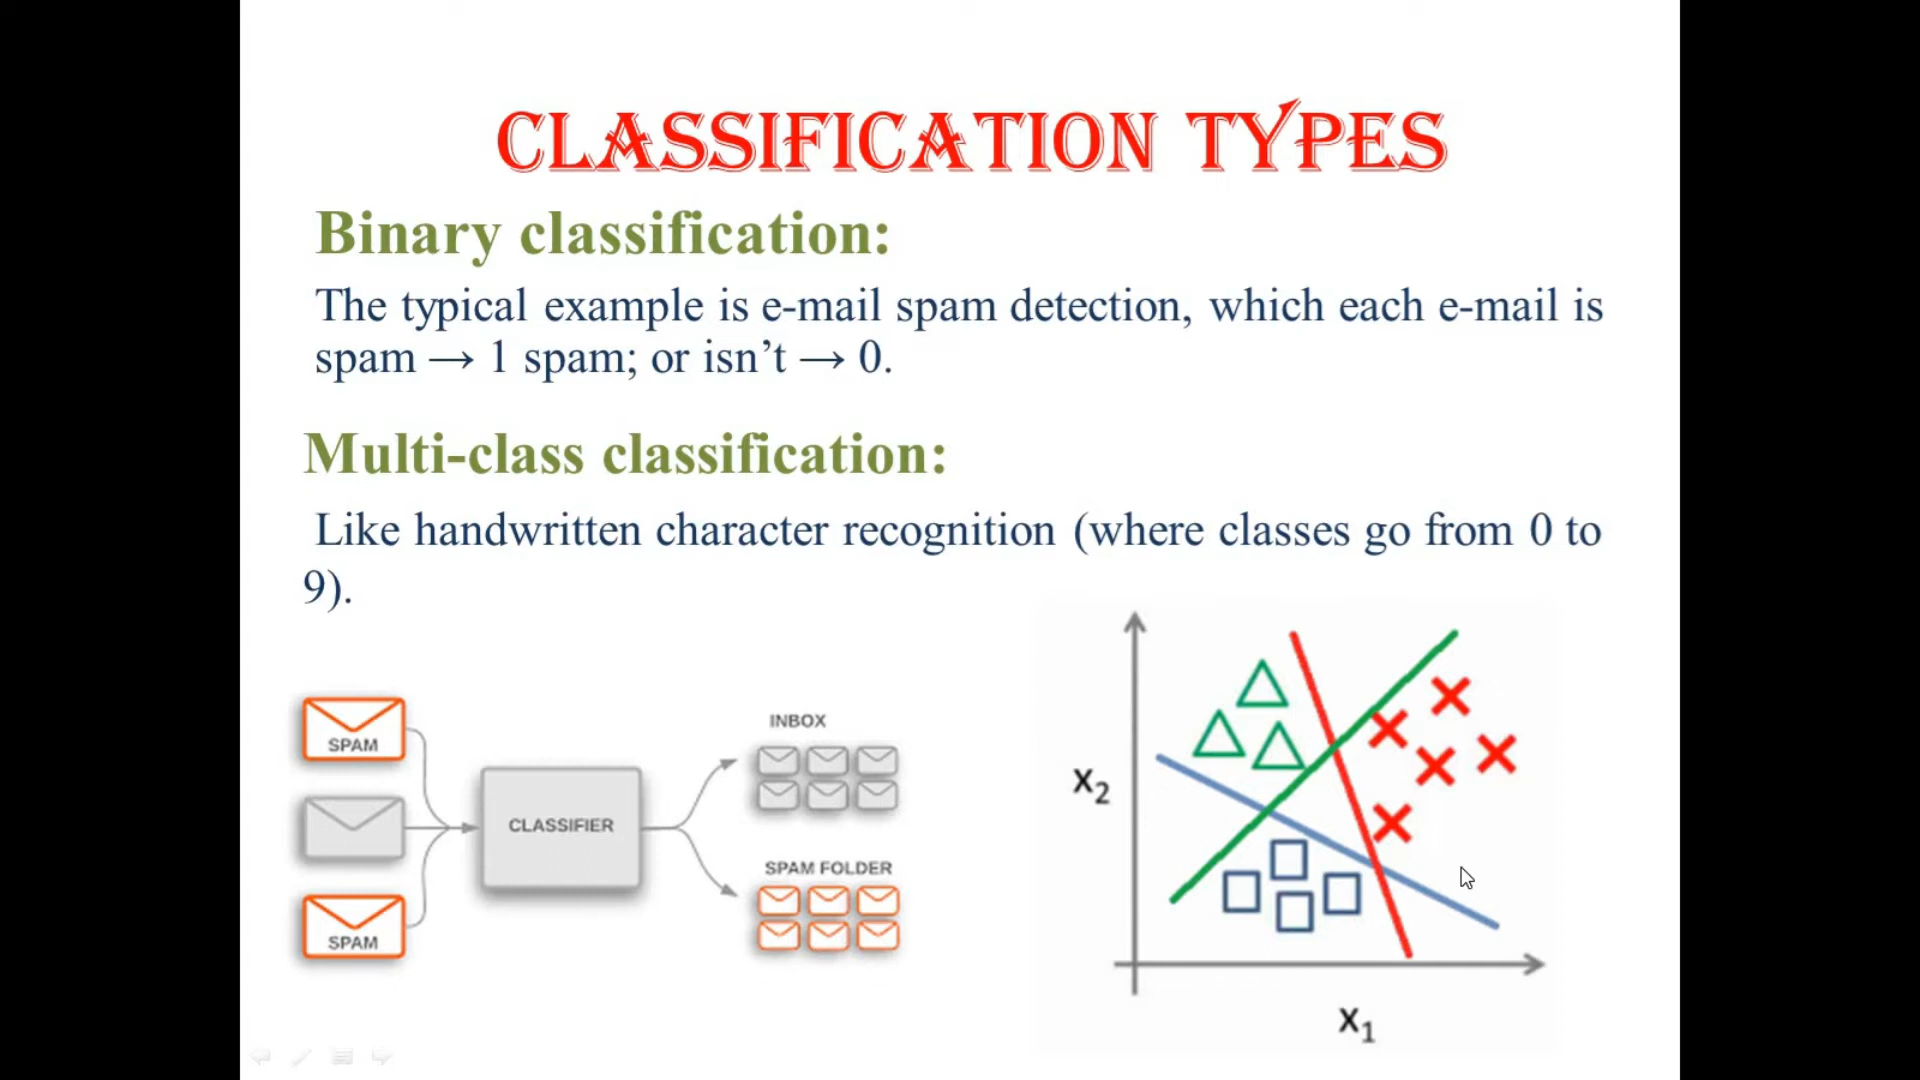 CLASSIFICATION TYPES
Binary classification:
The typical example is e-mail spam detection, which each e-mail is
spam → 1 spam; or isn’t → 0.
Multi-class classification:
Like handwritten character recognition (where classes go from 0 to
9).
SPAM
SPAM
CLASSIFIER
INBOX
SPAM FOLDER
X₂
X₁